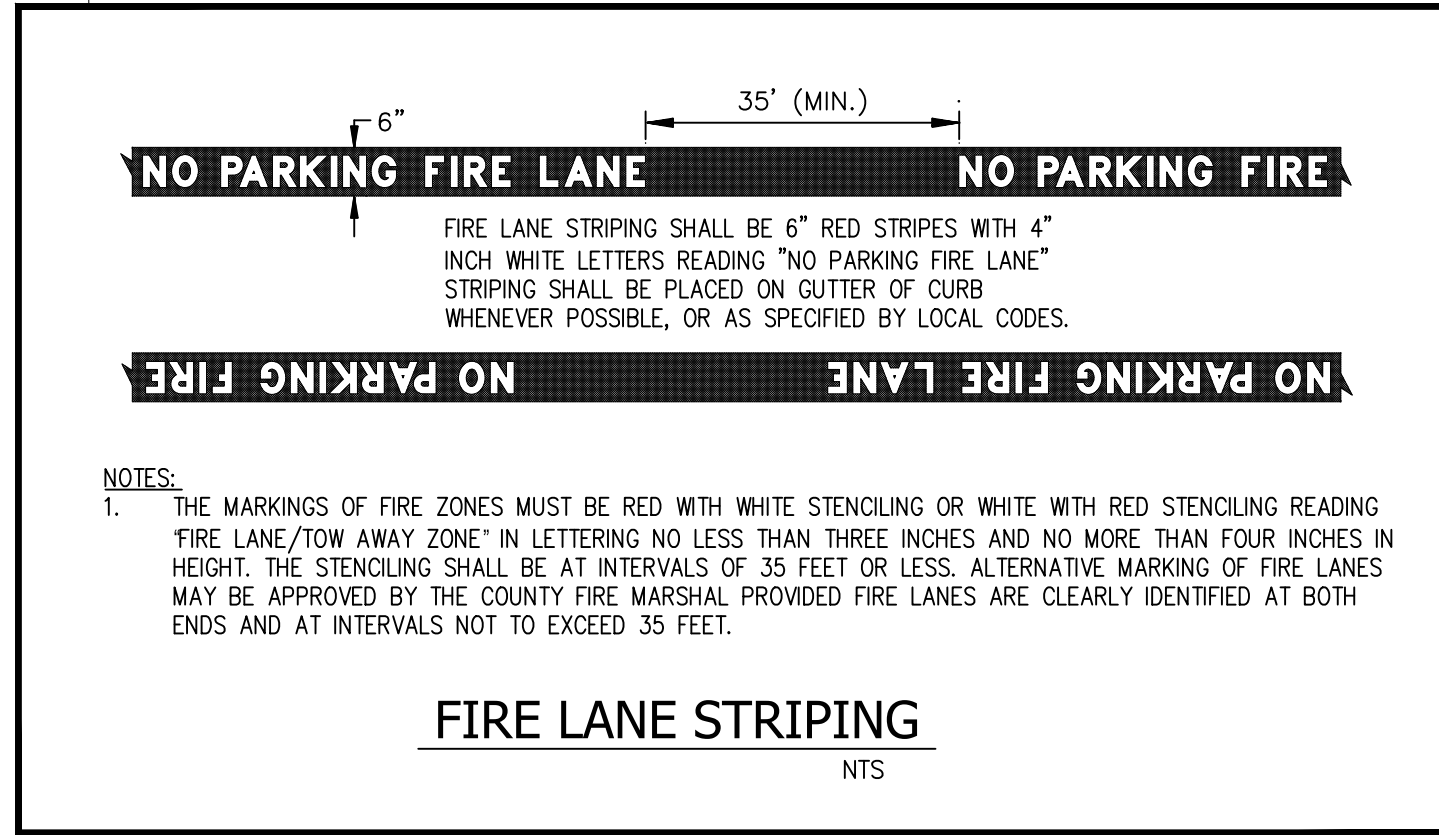 35' (MIN.)
6"
NO PARKING FIRE LANE NO PARKING FIRE
FIRE LANE STRIPING SHALL BE 6" RED STRIPES WITH 4"
INCH WHITE LETTERS READING "NO PARKING FIRE LANE"
STRIPING SHALL BE PLACED ON GUTTER OF CURB
WHENEVER POSSIBLE, OR AS SPECIFIED BY LOCAL CODES.
NO PARKING FIRE LANE NO PARKING FIRE
NOTES:
1. THE MARKINGS OF FIRE ZONES MUST BE RED WITH WHITE STENCILING OR WHITE WITH RED STENCILING READING
"FIRE LANE/TOW AWAY ZONE" IN LETTERING NO LESS THAN THREE INCHES AND NO MORE THAN FOUR INCHES IN
HEIGHT. THE STENCILING SHALL BE AT INTERVALS OF 35 FEET OR LESS. ALTERNATIVE MARKING OF FIRE LANES
MAY BE APPROVED BY THE COUNTY FIRE MARSHAL PROVIDED FIRE LANES ARE CLEARLY IDENTIFIED AT BOTH
ENDS AND AT INTERVALS NOT TO EXCEED 35 FEET.
FIRE LANE STRIPING
NTS